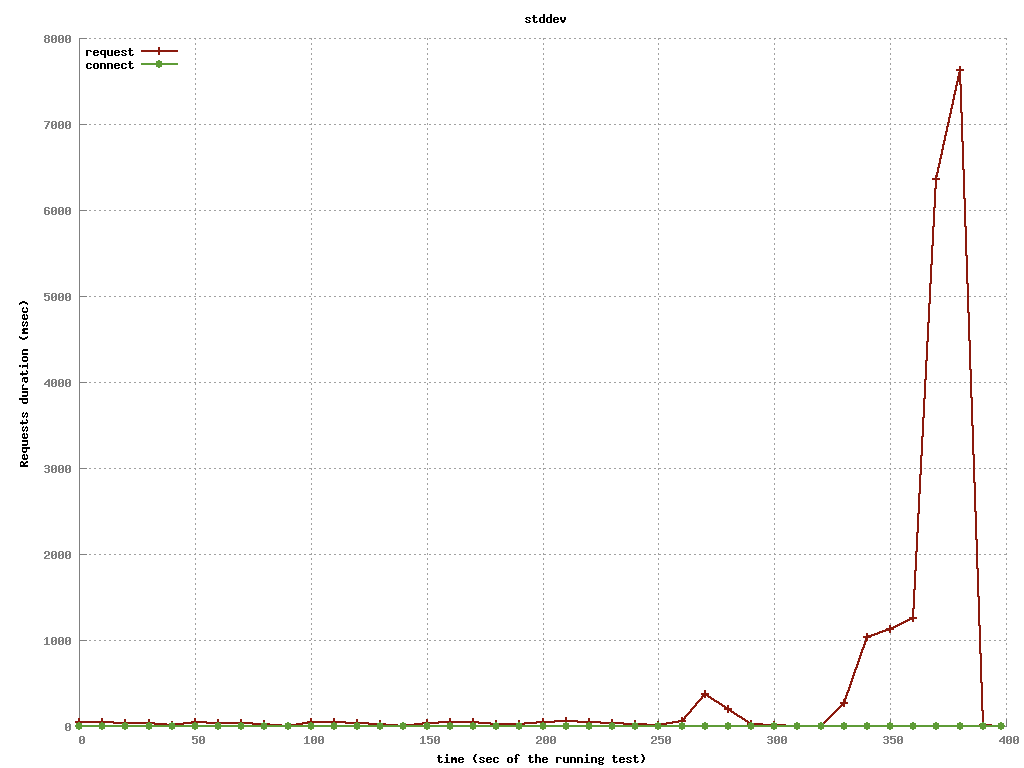 stddev
8000
request
connect
7000
6000
5000
4000
3000
2000
1000
0
Requests duration (msec)
0 50 100 150 200 250 300 350 400
time (sec of the running test)